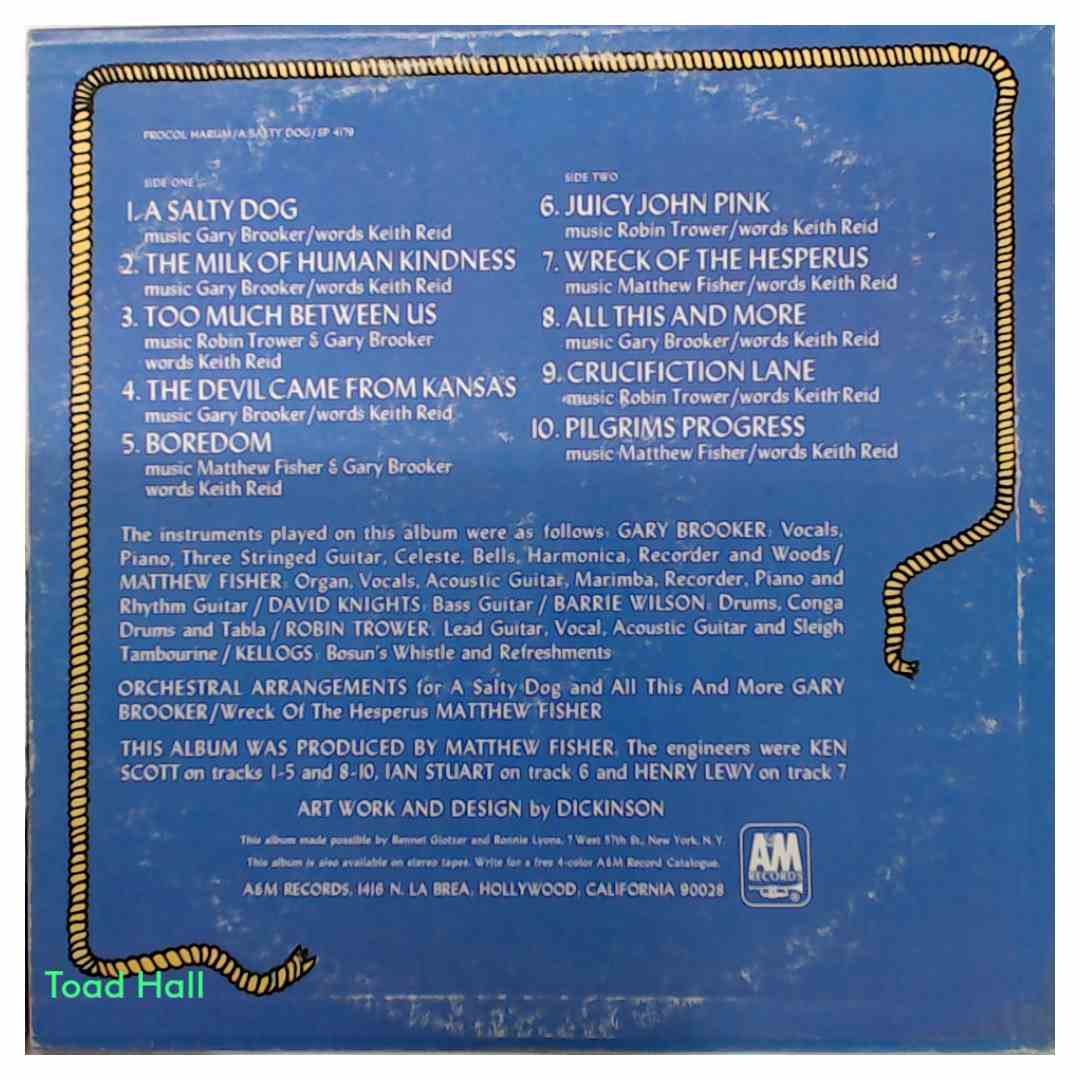 PROCOL HARUM/A SALTY DOG/SP 4179
SIDE ONE
1. A SALTY DOG
music Gary Brooker/words Keith Reid
2. THE MILK OF HUMAN KINDNESS
music Gary Brooker/words Keith Reid
3. TOO MUCH BETWEEN US
music Robin Trower & Gary Brooker
words Keith Reid
4. THE DEVIL CAME FROM KANSAS
music Gary Brooker/words Keith Reid
5. BOREDOM
music Matthew Fisher & Gary Brooker
words Keith Reid
SIDE TWO
6. JUICY JOHN PINK
music Robin Trower/words Keith Reid
7. WRECK OF THE HESPERUS
music Matthew Fisher/words Keith Reid
8. ALL THIS AND MORE
music Gary Brooker/words Keith Reid
9. CRUCIFICTION LANE
music Robin Trower/words Keith Reid
10. PILGRIMS PROGRESS
music Matthew Fisher/words Keith Reid
The instruments played on this album were as follows: GARY BROOKER: Vocals,
Piano, Three Stringed Guitar, Celeste, Bells, Harmonica, Recorder and Woods/
MATTHEW FISHER: Organ, Vocals, Acoustic Guitar, Marimba, Recorder, Piano and
Rhythm Guitar / DAVID KNIGHTS: Bass Guitar / BARRIE WILSON: Drums, Conga
Drums and Tabla / ROBIN TROWER: Lead Guitar, Vocal, Acoustic Guitar and Sleigh
Tambourine / KELLOGS: Bosun's Whistle and Refreshments
ORCHESTRAL ARRANGEMENTS for A Salty Dog and All This And More GARY
BROOKER/Wreck Of The Hesperus MATTHEW FISHER
THIS ALBUM WAS PRODUCED BY MATTHEW FISHER. The engineers were KEN
SCOTT on tracks 1-5 and 8-10, IAN STUART on track 6 and HENRY LEWY on track 7
ART WORK AND DESIGN by DICKINSON
This album made possible by Bennet Glotzer and Ronnie Lyons, 7 West 57th St., New York, N.Y.
This album is also available on stereo tapes. Write for a free 4-color A&M Record Catalogue.
A&M RECORDS, 1416 N. LA BREA, HOLLYWOOD, CALIFORNIA 90028
A&M
RECORDS
®
Toad Hall